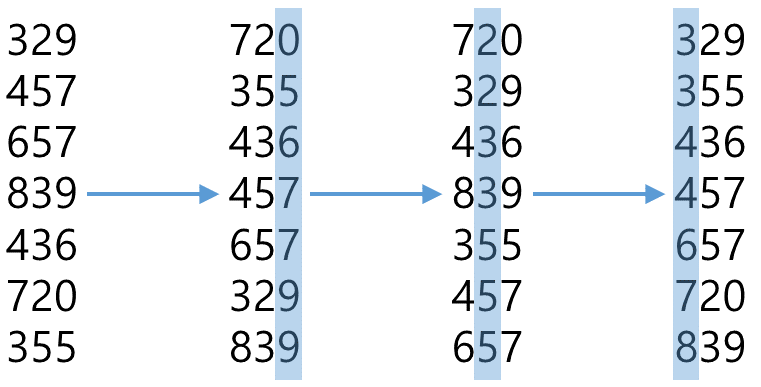 329 720 720 329
457 355 329 355
657 436 436 436
839 457 839 457
436 657 355 657
720 329 457 720
355 839 657 839